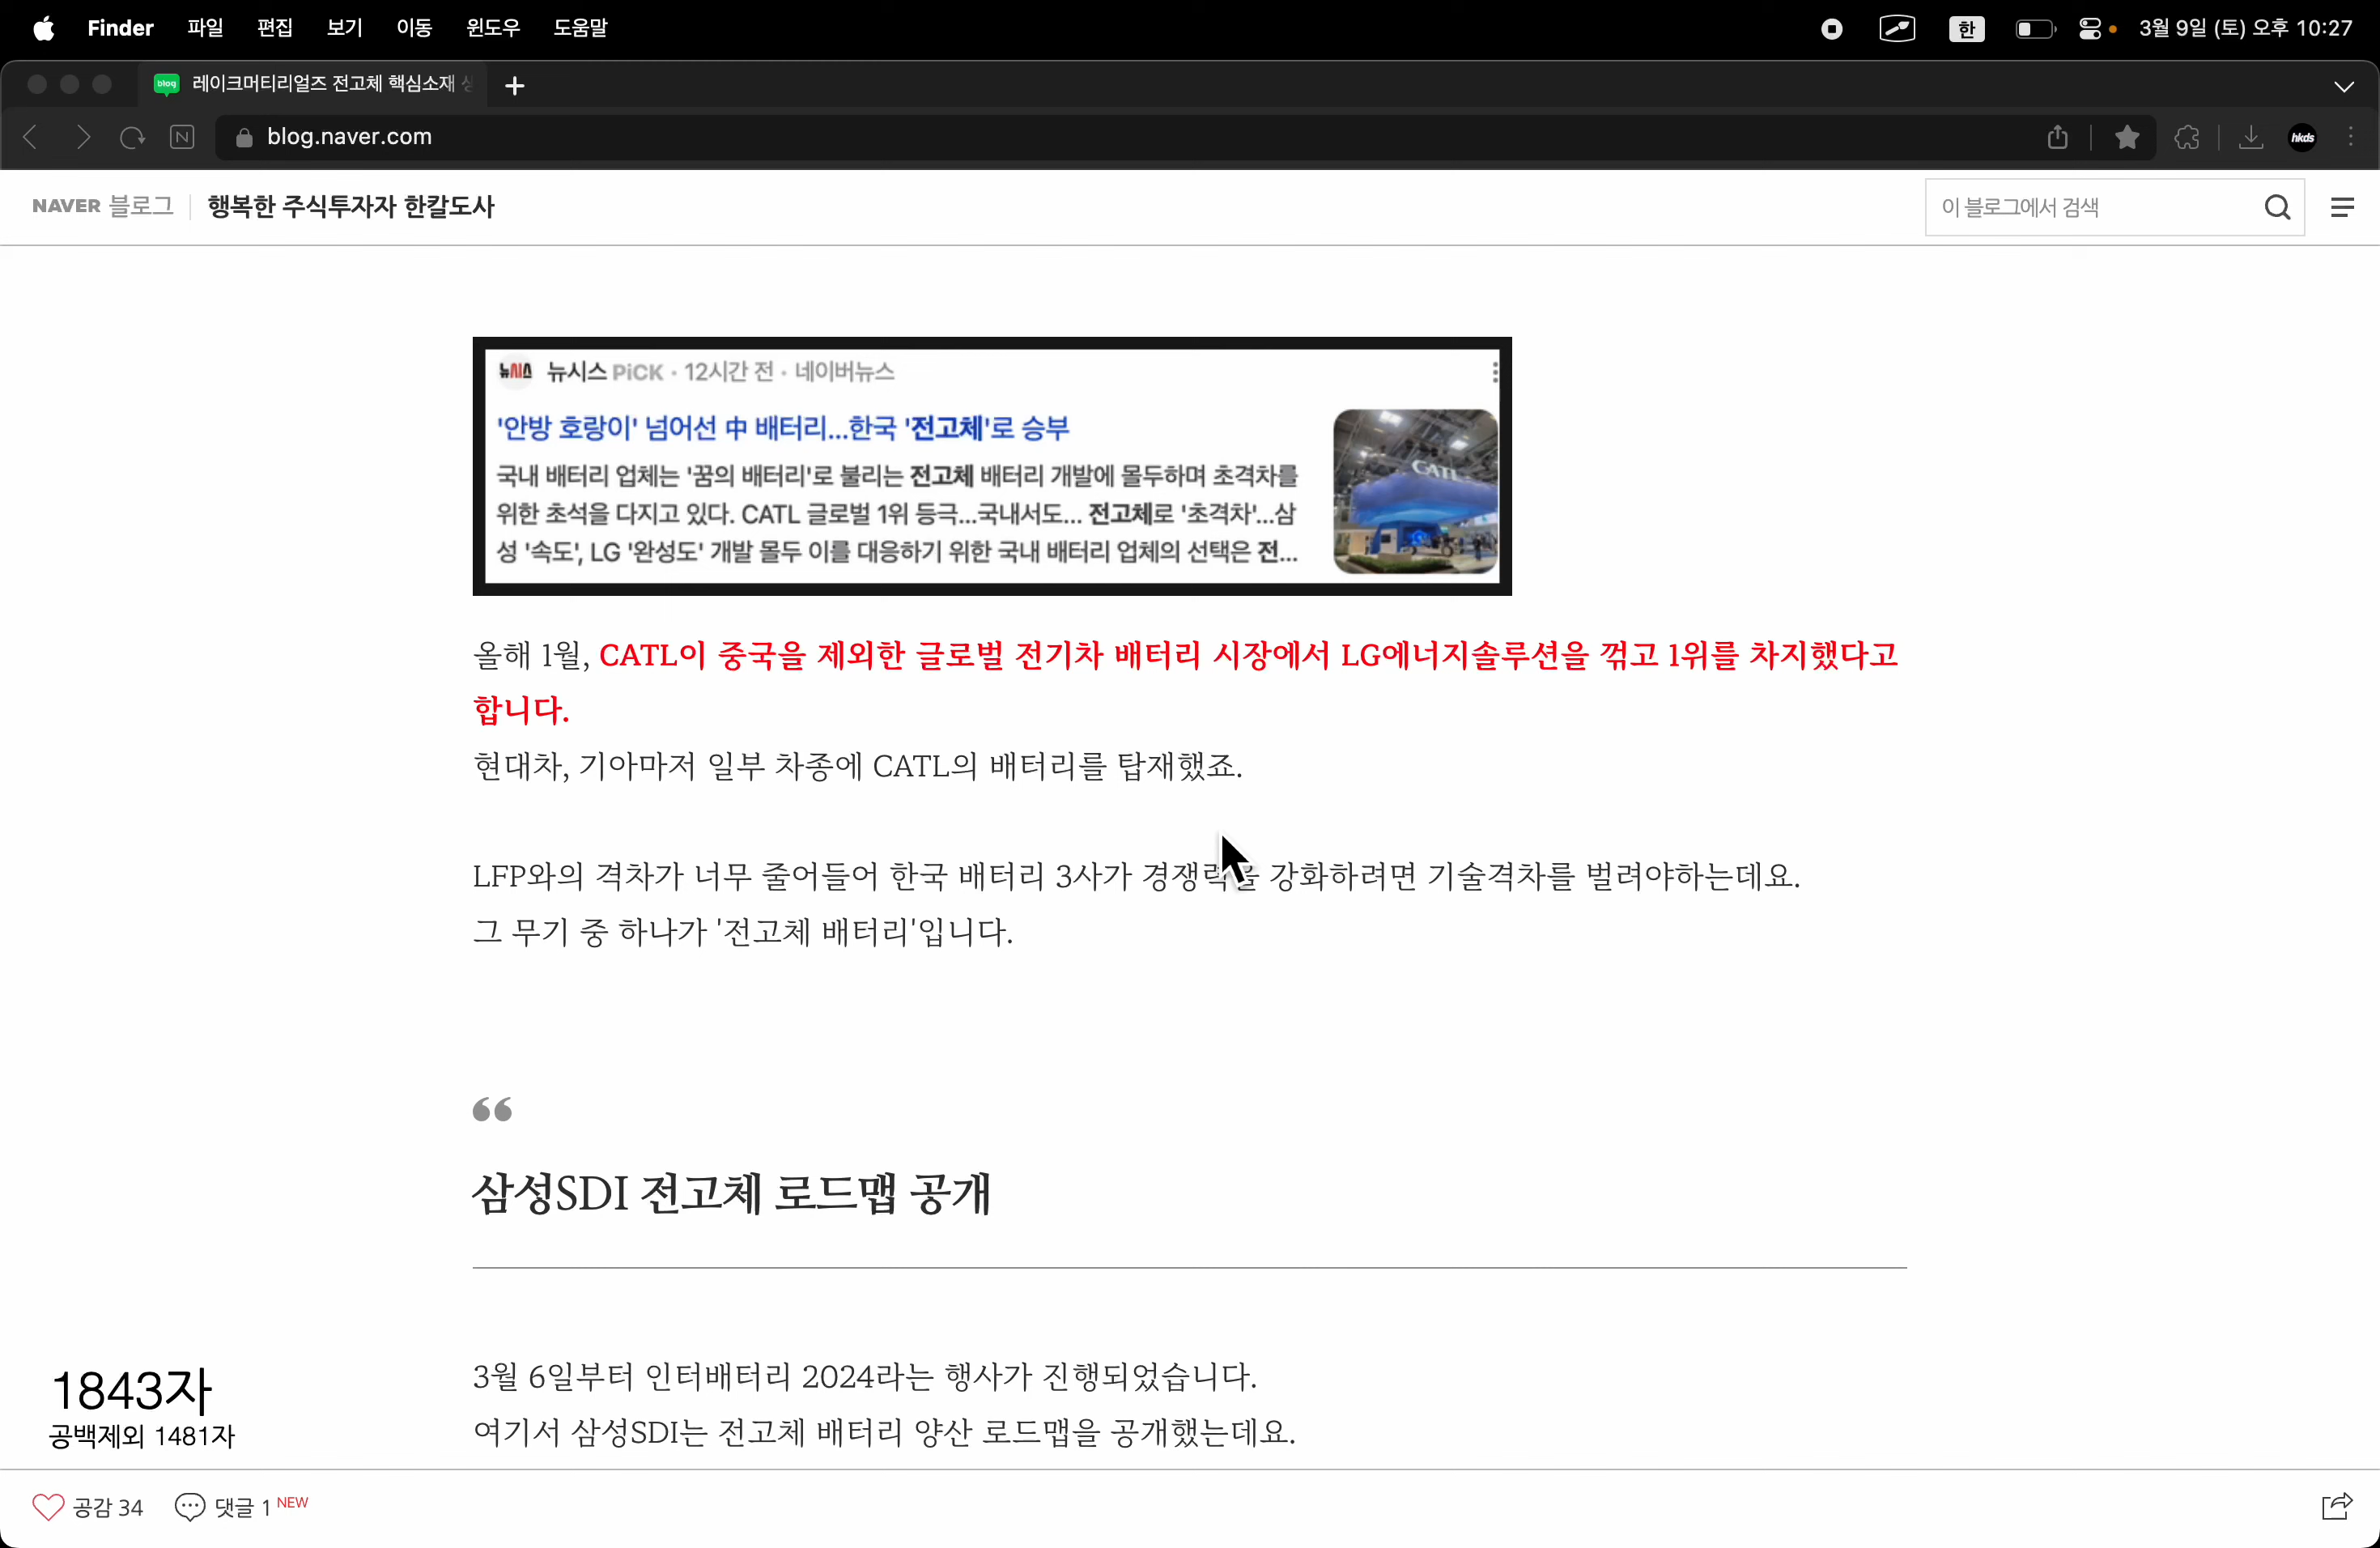 Finder 파일 편집 보기 이동 윈도우 도움말 한 3월 9일 (토) 오후 10:27
blog 레이크머티리얼즈 전고체 핵심소재
N blog.naver.com hkds
NAVER 블로그 행복한 주식투자자 한칼도사 이 블로그에서 검색
뉴시스 뉴시스 PiCK · 12시간 전 · 네이버뉴스
'안방 호랑이' 넘어선 中 배터리...한국 '전고체'로 승부
국내 배터리 업체는 '꿈의 배터리'로 불리는 전고체 배터리 개발에 몰두하며 초격차를
위한 초석을 다지고 있다. CATL 글로벌 1위 등극...국내서도... 전고체로 '초격차'...삼
성 '속도', LG '완성도' 개발 몰두 이를 대응하기 위한 국내 배터리 업체의 선택은 전...
CATL
올해 1월, CATL이 중국을 제외한 글로벌 전기차 배터리 시장에서 LG에너지솔루션을 꺾고 1위를 차지했다고
합니다.
현대차, 기아마저 일부 차종에 CATL의 배터리를 탑재했죠.
LFP와의 격차가 너무 줄어들어 한국 배터리 3사가 경쟁력을 강화하려면 기술격차를 벌려야하는데요.
그 무기 중 하나가 '전고체 배터리'입니다.
“
삼성SDI 전고체 로드맵 공개
3월 6일부터 인터배터리 2024라는 행사가 진행되었습니다.
여기서 삼성SDI는 전고체 배터리 양산 로드맵을 공개했는데요.
1843자
공백제외 1481자
공감 34 댓글 1 NEW